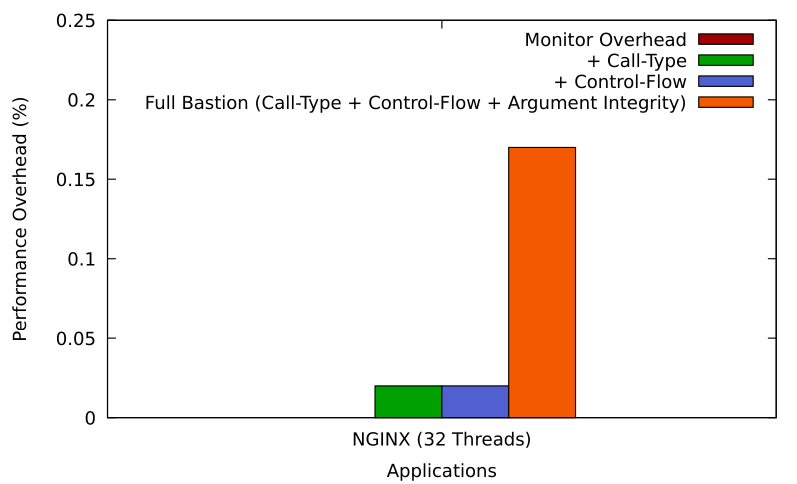 0.25
Monitor Overhead
+ Call-Type
+ Control-Flow
0.2
Full Bastion (Call-Type + Control-Flow + Argument Integrity)
0.15
0.1
0.05
0
Performance Overhead (%)
NGINX (32 Threads)
Applications